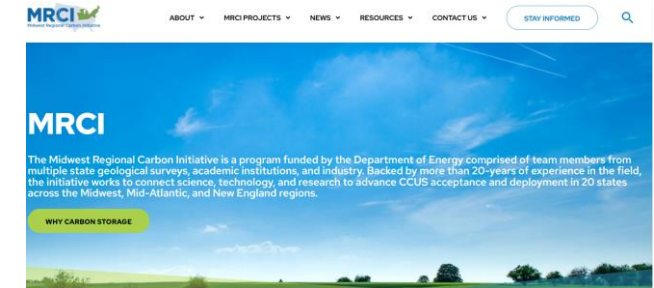 MRCI
Midwest Regional Carbon Initiative
ABOUT
MRCI PROJECTS
NEWS
RESOURCES
CONTACT US
STAY INFORMED
MRCI
The Midwest Regional Carbon Initiative is a program funded by the Department of Energy comprised of team members from
multiple state geological surveys, academic institutions, and industry. Backed by more than 20-years of experience in the field,
the initiative works to connect science, technology, and research to advance CCUS acceptance and deployment in 20 states
across the Midwest, Mid-Atlantic, and New England regions.
WHY CARBON STORAGE